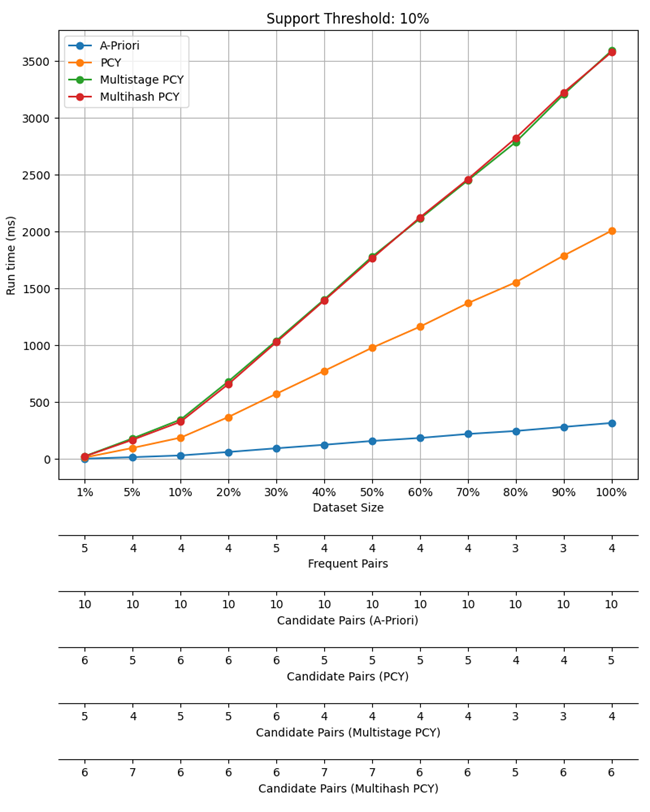 Support Threshold: 10%
A-Priori
PCY
Multistage PCY
Multihash PCY
3500
3000
2500
2000
1500
1000
500
0
Run time (ms)
1% 5% 10% 20% 30% 40% 50% 60% 70% 80% 90% 100%
Dataset Size
5 4 4 4 5 4 4 4 4 3 3 4
Frequent Pairs
10 10 10 10 10 10 10 10 10 10 10 10
Candidate Pairs (A-Priori)
6 5 6 6 6 5 5 5 5 4 4 5
Candidate Pairs (PCY)
5 4 5 5 6 4 4 4 4 3 3 4
Candidate Pairs (Multistage PCY)
6 7 6 6 6 7 7 6 6 5 6 6
Candidate Pairs (Multihash PCY)